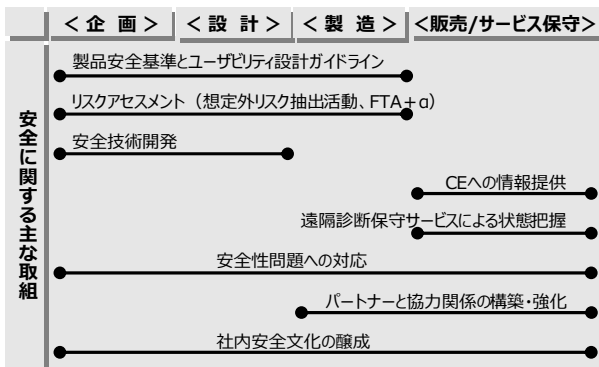 ＜企 画＞ ＜設 計＞ ＜製 造＞ ＜販売/サービス保守＞
安全に関する主な取組
製品安全基準とユーザビリティ設計ガイドライン
リスクアセスメント（想定外リスク抽出活動、FTA+α）
安全技術開発
CEへの情報提供
遠隔診断保守サービスによる状態把握
安全性問題への対応
パートナーと協力関係の構築・強化
社内安全文化の醸成